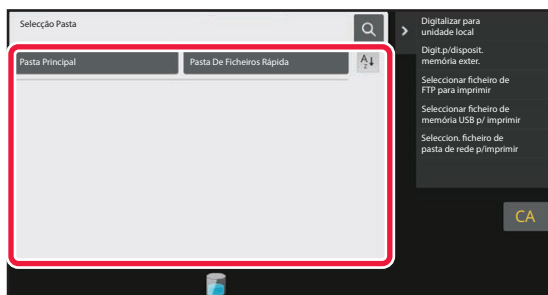 Selecção Pasta
Pasta Principal
Pasta De Ficheiros Rápida
A
Z
Digitalizar para
unidade local
Digit.p/disposit.
memória exter.
Seleccionar ficheiro de
FTP para imprimir
Seleccionar ficheiro de
memória USB p/ imprimir
Seleccion. ficheiro de
pasta de rede p/imprimir
CA